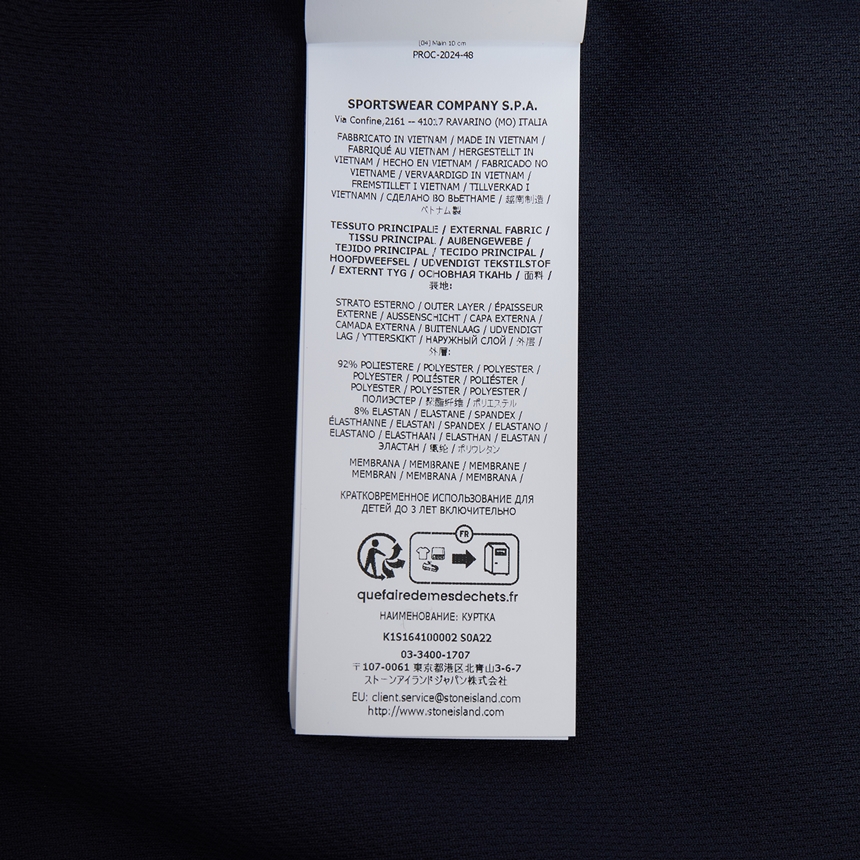 [04] Main 10 cm
PROC-2024-48
SPORTSWEAR COMPANY S.P.A.
Via Confine,2161 -- 41017 RAVARINO (MO) ITALIA
FABBRICATO IN VIETNAM / MADE IN VIETNAM /
FABRIQUÉ AU VIETNAM / HERGESTELLT IN
VIETNAM / HECHO EN VIETNAM / FABRICADO NO
VIETNAME / VERVAARDIGD IN VIETNAM /
FREMSTILLET I VIETNAM / TILLVERKAD I
VIETNAMN / СДЕЛАНО ВО ВЬЕТНАМЕ / 越南制造 /
ベトナム製
TESSUTO PRINCIPALE / EXTERNAL FABRIC /
TISSU PRINCIPAL / AUßENGEWEBE /
TEJIDO PRINCIPAL / TECIDO PRINCIPAL /
HOOFDWEEFSEL / UDVENDIGT TEKSTILSTOF
/ EXTERNT TYG / ОСНОВНАЯ ТКАНЬ / 面料 /
表地:
STRATO ESTERNO / OUTER LAYER / ÉPAISSEUR
EXTERNE / AUSSENSCHICHT / CAPA EXTERNA /
CAMADA EXTERNA / BUITENLAAG / UDVENDIGT
LAG / YTTERSKIKT / НАРУЖНЫЙ СЛОЙ / 外层 /
外層:
92% POLIESTERE / POLYESTER / POLYESTER /
POLYESTER / POLIÉSTER / POLIÉSTER /
POLYESTER / POLYESTER / POLYESTER /
ПОЛИЭСТЕР / 聚酯纤维 / ポリエステル
8% ELASTAN / ELASTANE / SPANDEX /
ÉLASTHANNE / ELASTAN / SPANDEX / ELASTANO /
ELASTANO / ELASTHAAN / ELASTHAN / ELASTAN /
ЭЛАСТАН / 氨纶 / ポリウレタン
MEMBRANA / MEMBRANE / MEMBRANE /
MEMBRAN / MEMBRANA / MEMBRANA /
КРАТКОВРЕМЕННОЕ ИСПОЛЬЗОВАНИЕ ДЛЯ
ДЕТЕЙ ДО 3 ЛЕТ ВКЛЮЧИТЕЛЬНО
FR
quefairedemesdechets.fr
НАИМЕНОВАНИЕ: КУРТКА
K1S164100002 S0A22
03-3400-1707
〒107-0061 東京都港区北青山3-6-7
ストーンアイランドジャパン株式会社
EU: client.service@stoneisland.com
http://www.stoneisland.com